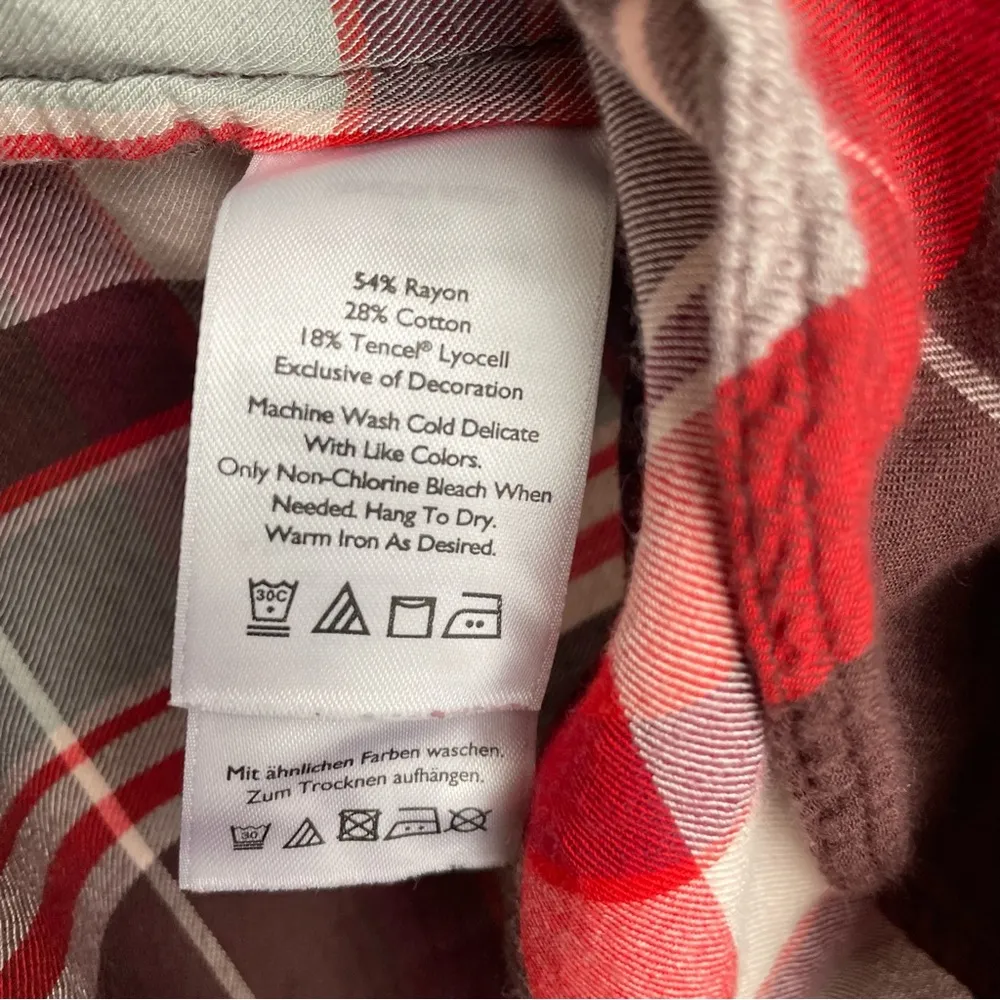 54% Rayon
28% Cotton
18% Tencel® Lyocell
Exclusive of Decoration
Machine Wash Cold Delicate
With Like Colors.
Only Non-Chlorine Bleach When
Needed. Hang To Dry.
Warm Iron As Desired.
30C
Mit ähnlichen Farben waschen.
Zum Trocknen aufhängen.
30